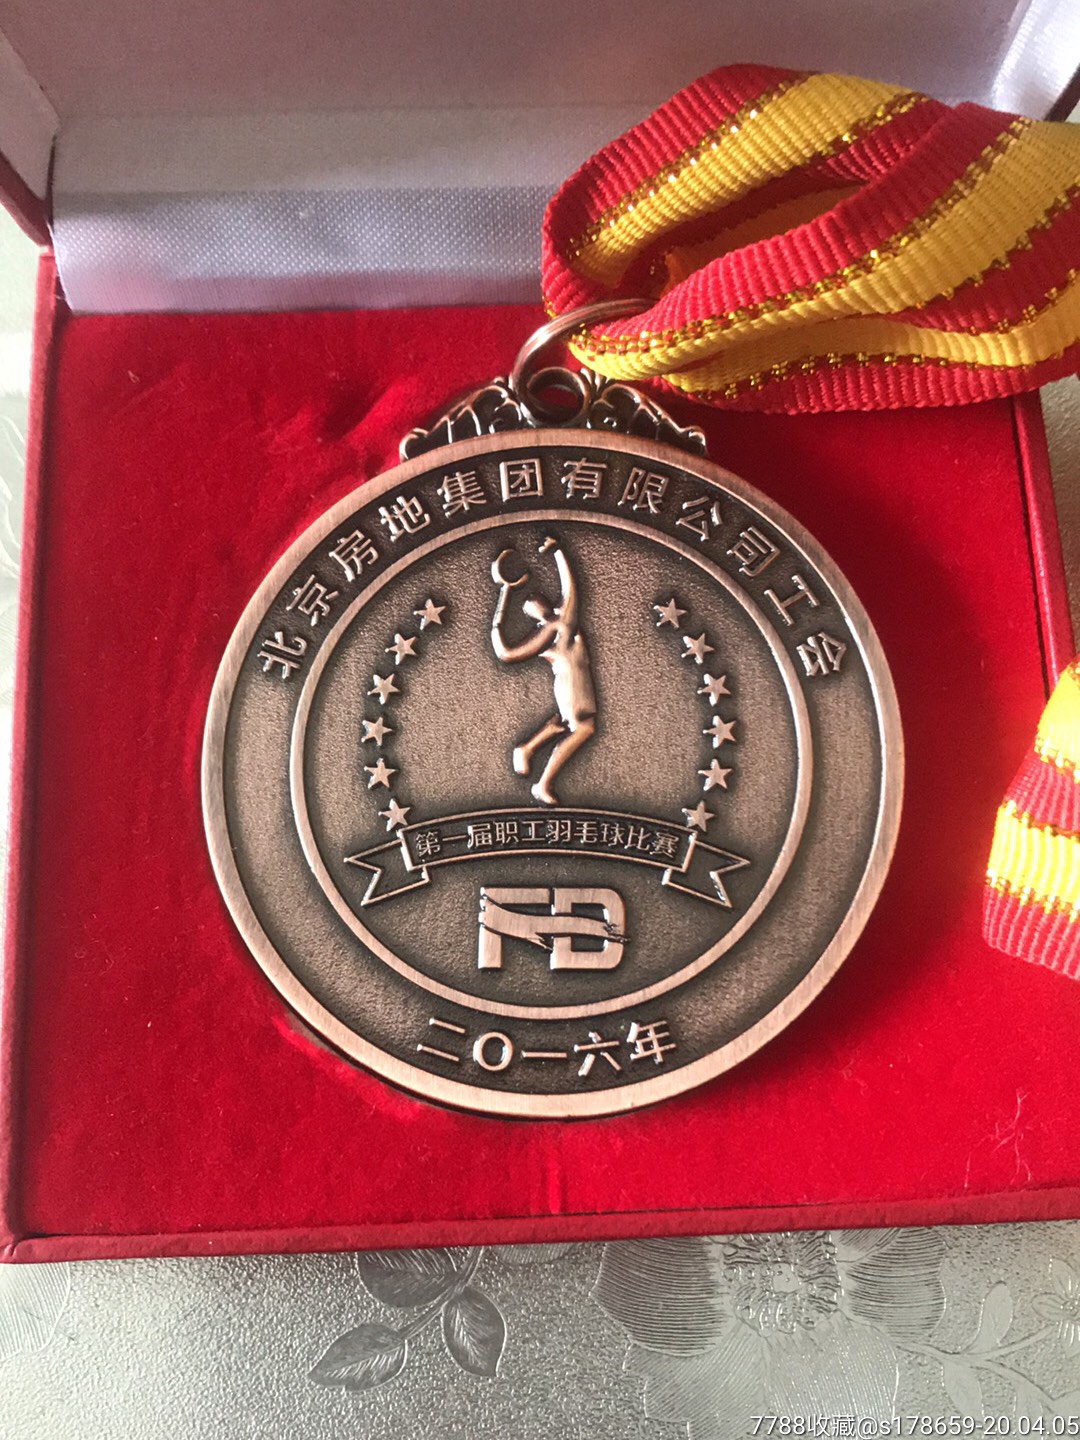 北京房地集团有限公司工会
第一届职工羽毛球比赛
FD
二〇一六年
7788收藏@s178659-20.04.05